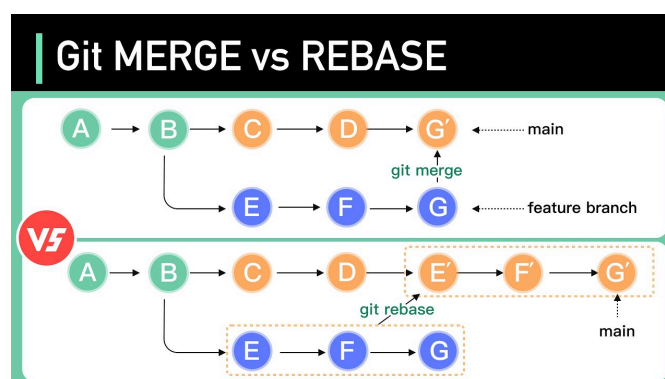 Git MERGE vs REBASE
A B C D G′ main
git merge
E F G feature branch
VS
A B C D E′ F′ G′
git rebase
main
E F G